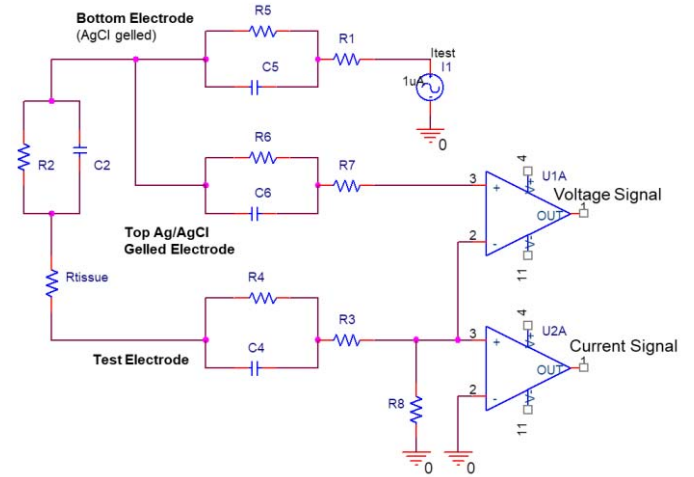 Bottom Electrode
(AgCl gelled)
R5
R1
C5
Itest
I1
1uA
0
R2
C2
R6
R7
C6
Top Ag/AgCl
Gelled Electrode
3
+
2
-
4
V+
U1A
Voltage Signal
OUT
1
V-
11
Rtissue
R4
R3
C4
Test Electrode
R8
0
3
+
2
-
0
4
V+
U2A
Current Signal
OUT
1
V-
11